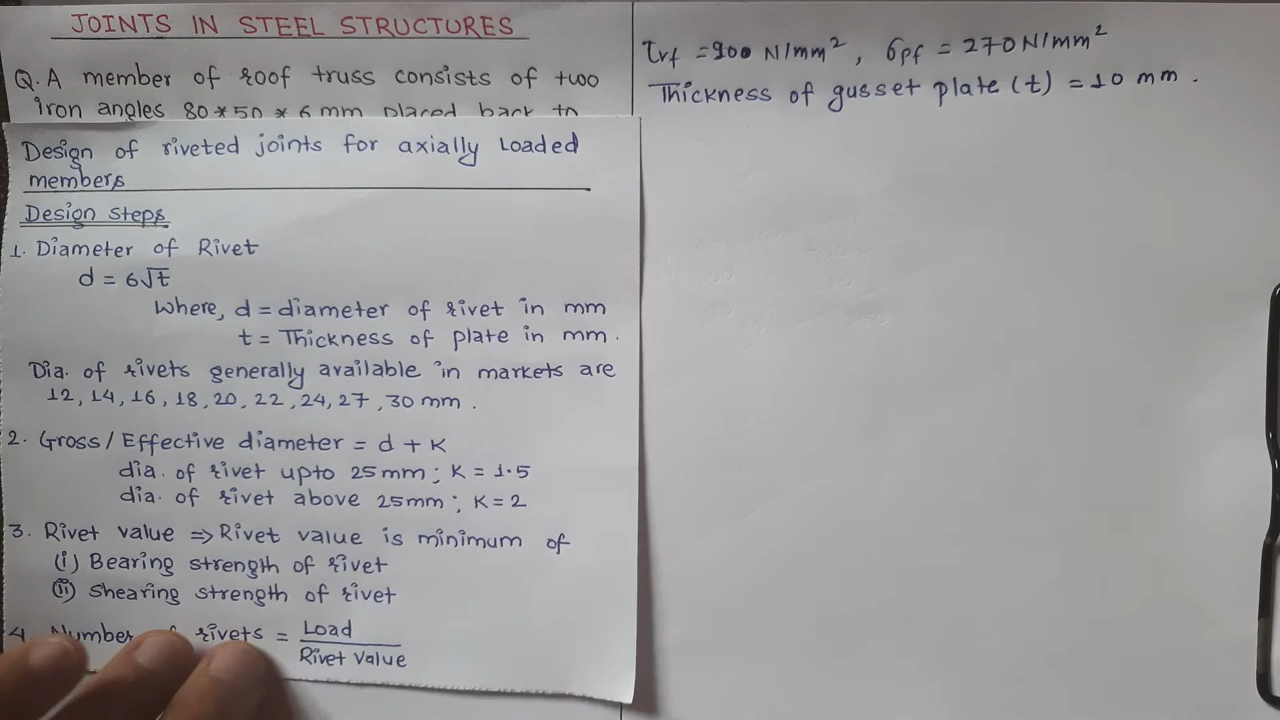 JOINTS IN STEEL STRUCTURES
Q. A member of roof truss consists of two
iron angles 80*50*6 mm placed back to
Design of riveted joints for axially Loaded
members
Design steps
1. Diameter of Rivet
d = 6√t
Where, d = diameter of rivet in mm
t = Thickness of plate in mm.
Dia. of rivets generally available in markets are
12, 14, 16, 18, 20, 22, 24, 27, 30 mm.
2. Gross/Effective diameter = d + K
dia. of rivet upto 25mm; K = 1.5
dia. of rivet above 25mm; K = 2
3. Rivet value ⇒ Rivet value is minimum of
(i) Bearing strength of rivet
(ii) Shearing strength of rivet
4. Number of rivets = Load / Rivet Value
τvf = 100 N/mm², σpf = 270 N/mm²
Thickness of gusset plate (t) = 10 mm.